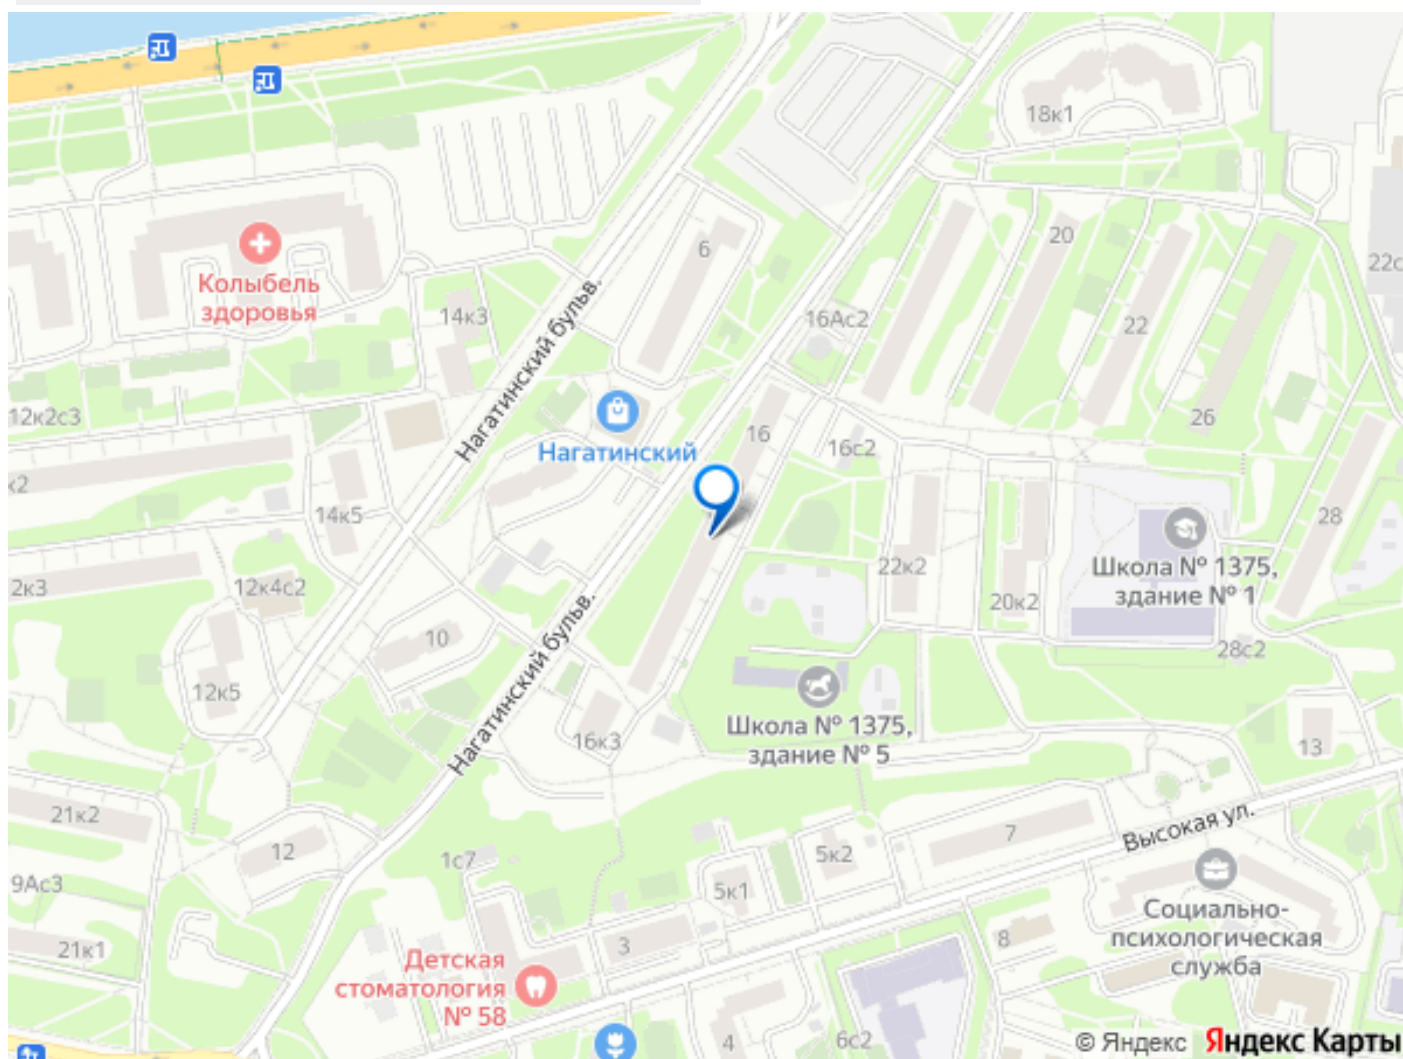 18к1
6
20
22с
Колыбель
здоровья
14к3
16Ас2
22
Нагатинский бульв.
12к2с3
26
16
16с2
Нагатинский
к2
14к5
28
Школа № 1375,
здание № 1
22к2
2к3
12к4с2
20к2
10
28с2
Нагатинский бульв.
12к5
Школа № 1375,
здание № 5
16к3
13
21к2
Высокая ул.
7
12
1с7
5к2
9Ас3
5к1
Социально-
психологическая
служба
21к1
3
8
Детская
стоматология
№ 58
4
6с2
© Яндекс Яндекс Карты